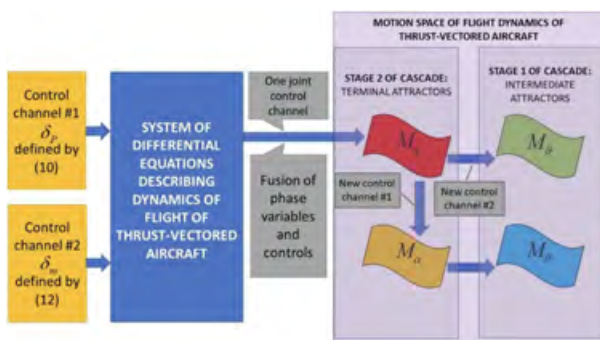 MOTION SPACE OF FLIGHT DYNAMICS OF
THRUST-VECTORED AIRCRAFT
Control
channel #1
δₚ
defined by
(10)
Control
channel #2
δₘ
defined by
(12)
SYSTEM OF
DIFFERENTIAL
EQUATIONS
DESCRIBING
DYNAMICS OF
FLIGHT OF
THRUST-VECTORED
AIRCRAFT
One joint
control
channel
Fusion of
phase
variables
and
controls
STAGE 2 OF CASCADE:
TERMINAL ATTRACTORS
New control
channel #1
M_α
STAGE 1 OF CASCADE:
INTERMEDIATE
ATTRACTORS
New control
channel #2